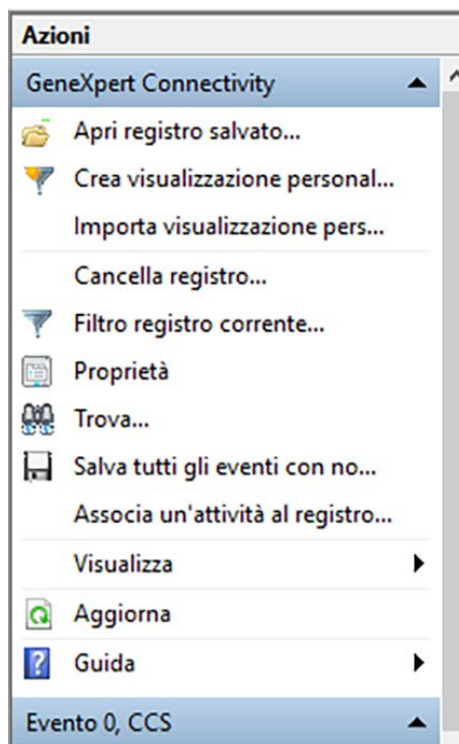 Azioni
GeneXpert Connectivity
Apri registro salvato...
Crea visualizzazione personal...
Importa visualizzazione pers...
Cancella registro...
Filtro registro corrente...
Proprietà
Trova...
Salva tutti gli eventi con no...
Associa un'attività al registro...
Visualizza
Aggiorna
Guida
Evento 0, CCS